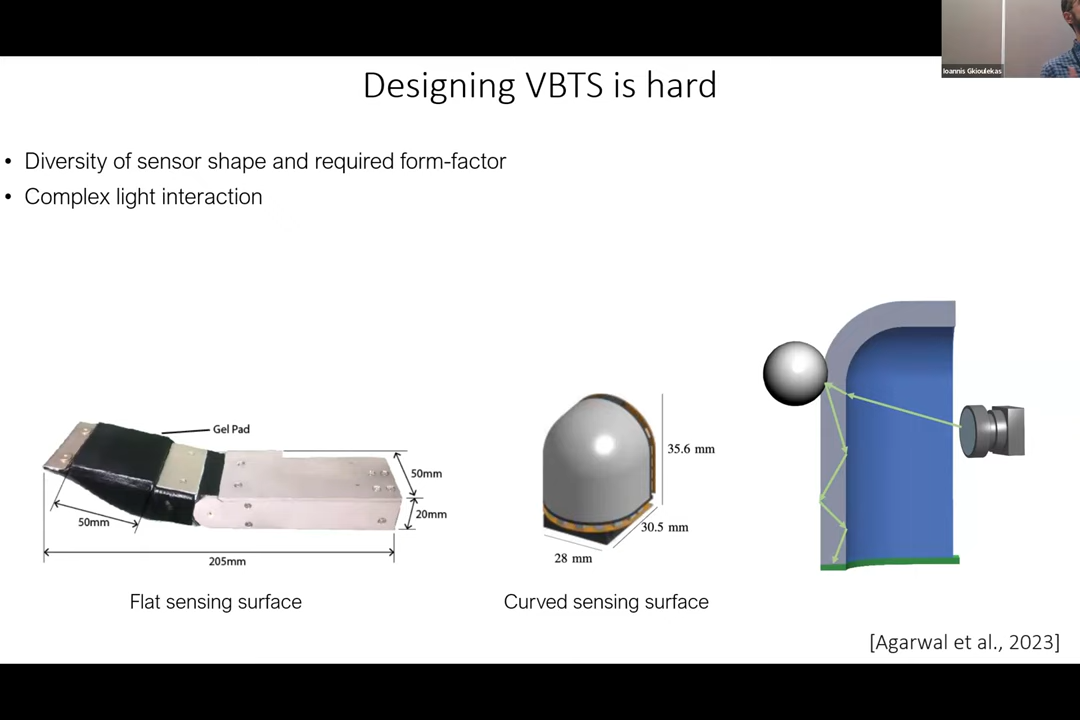 Ioannis Gkioulekas
Designing VBTS is hard
• Diversity of sensor shape and required form-factor
• Complex light interaction
Gel Pad
50mm
20mm
50mm
205mm
35.6 mm
30.5 mm
28 mm
Flat sensing surface
Curved sensing surface
[Agarwal et al., 2023]